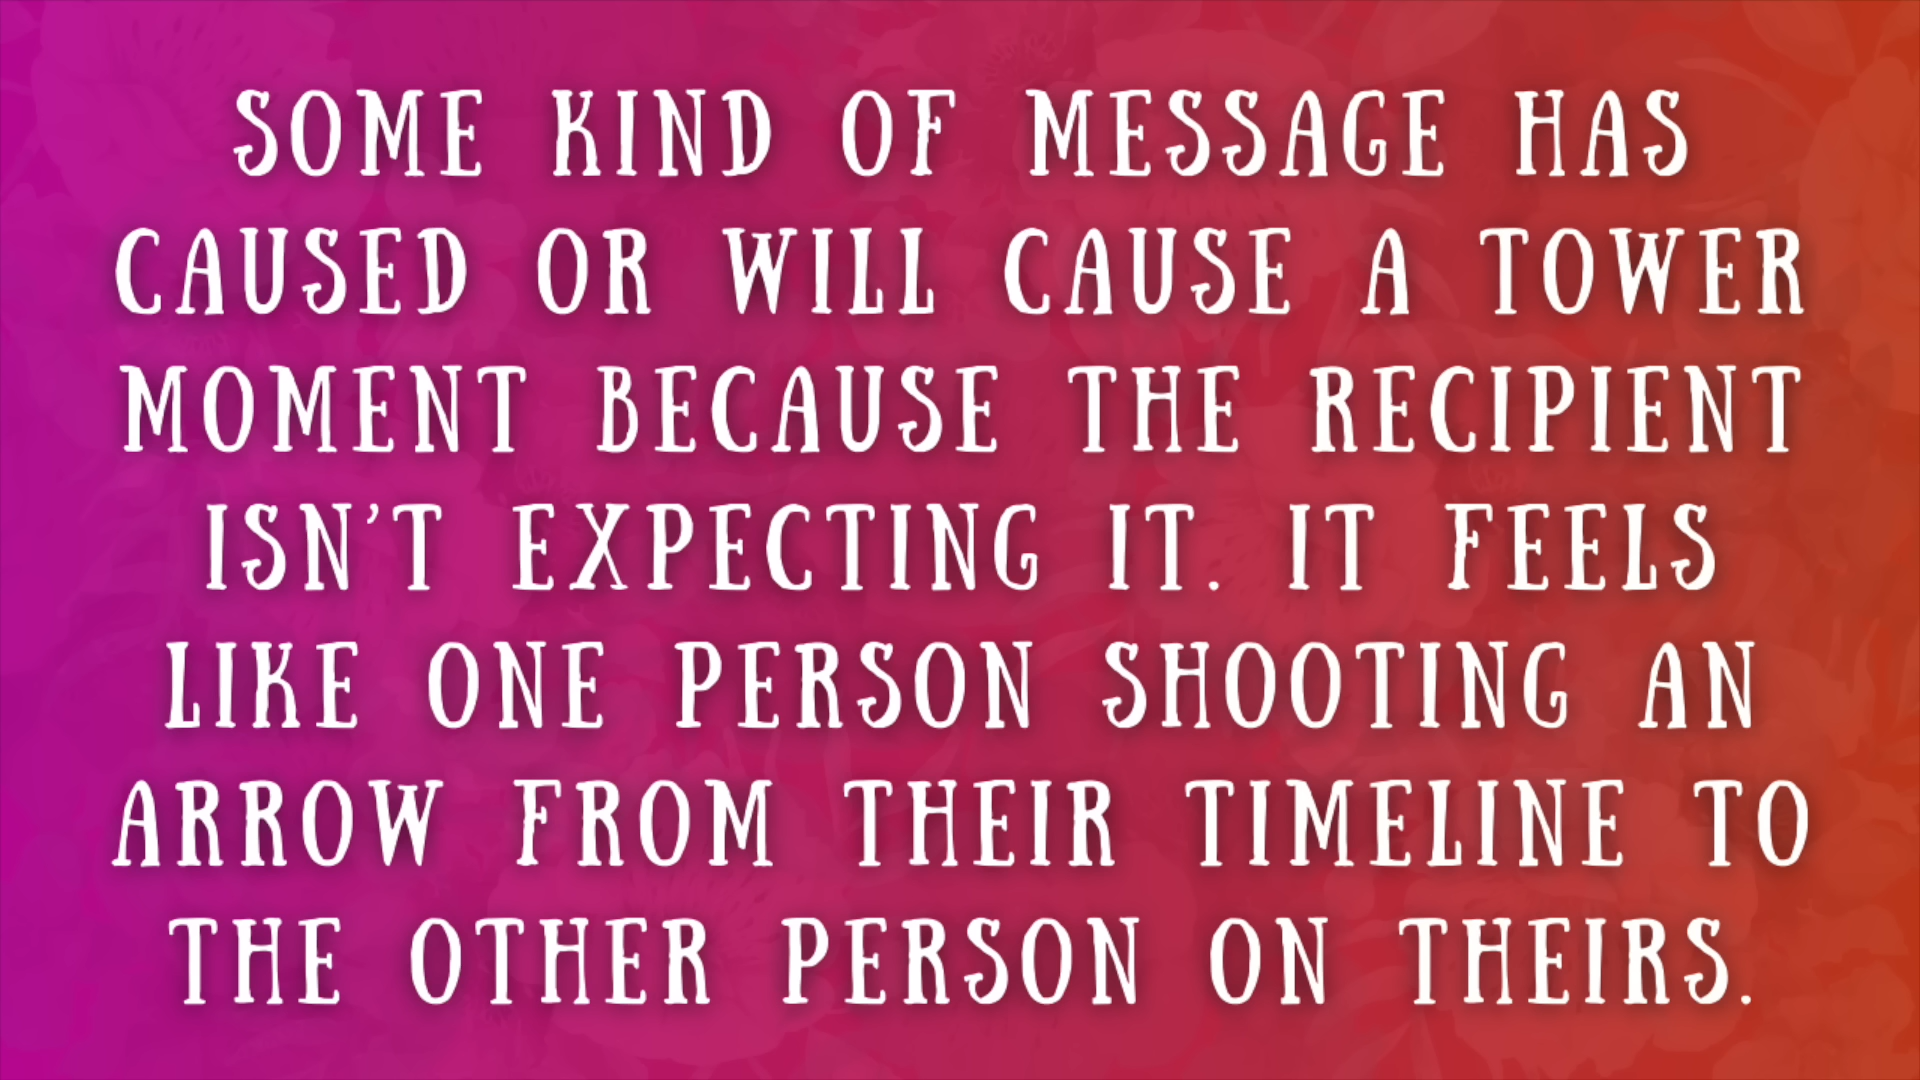 SOME KIND OF MESSAGE HAS
CAUSED OR WILL CAUSE A TOWER
MOMENT BECAUSE THE RECIPIENT
ISN'T EXPECTING IT. IT FEELS
LIKE ONE PERSON SHOOTING AN
ARROW FROM THEIR TIMELINE TO
THE OTHER PERSON ON THEIRS.